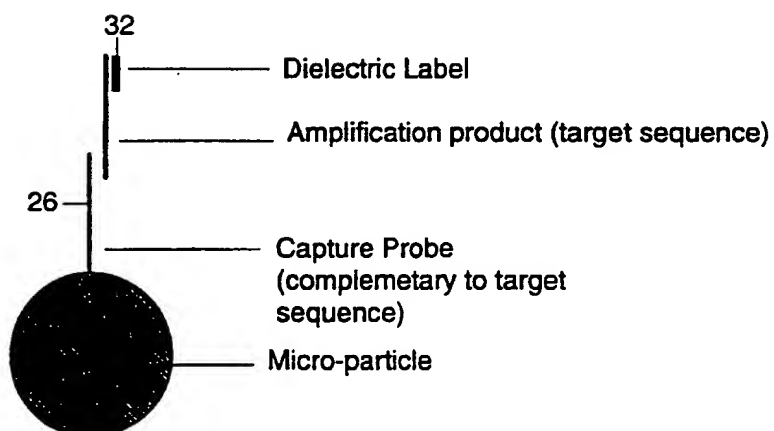 32
Dielectric Label
Amplification product (target sequence)
26
Capture Probe
(complemetary to target
sequence)
Micro-particle